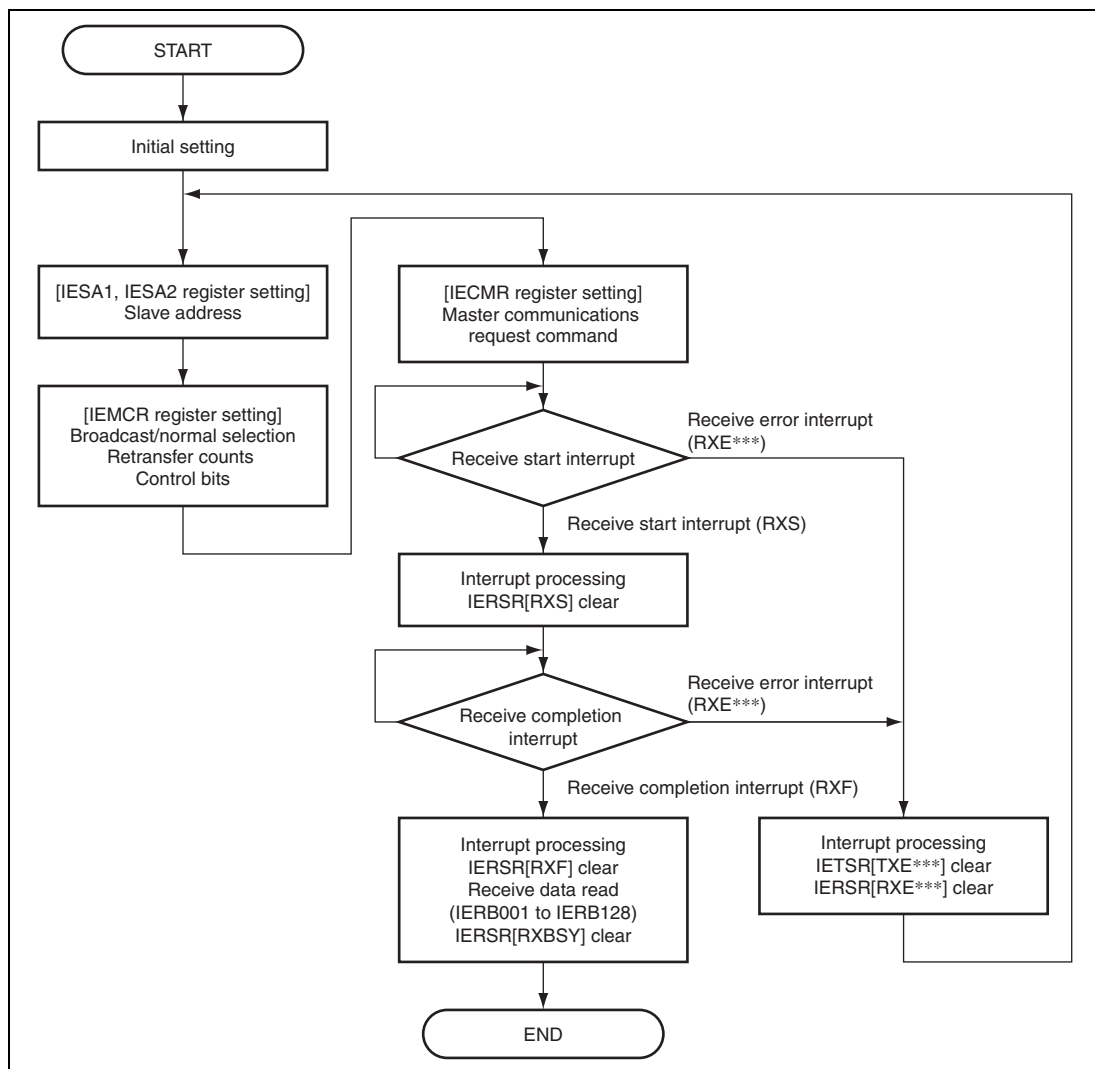 START
Initial setting
[IESA1, IESA2 register setting]
Slave address
[IEMCR register setting]
Broadcast/normal selection
Retransfer counts
Control bits
[IECMR register setting]
Master communications
request command
Receive start interrupt
Receive error interrupt
(RXE***)
Receive start interrupt (RXS)
Interrupt processing
IERSR[RXS] clear
Receive completion
interrupt
Receive error interrupt
(RXE***)
Receive completion interrupt (RXF)
Interrupt processing
IERSR[RXF] clear
Receive data read
(IERB001 to IERB128)
IERSR[RXBSY] clear
Interrupt processing
IETSR[TXE***] clear
IERSR[RXE***] clear
END